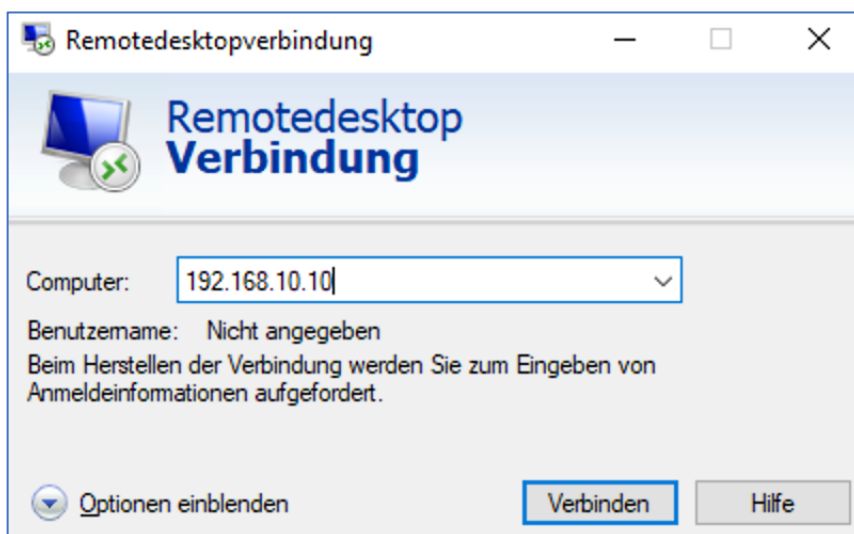 Remotedesktopverbindung
Remotedesktop
Verbindung
Computer: 192.168.10.10
Benutzername: Nicht angegeben
Beim Herstellen der Verbindung werden Sie zum Eingeben von
Anmeldeinformationen aufgefordert.
Optionen einblenden Verbinden Hilfe